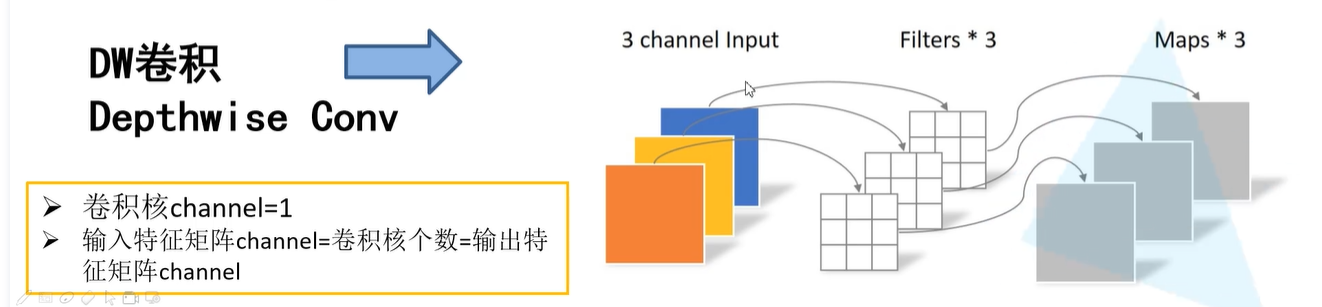 DW卷积
Depthwise Conv
➢ 卷积核channel=1
➢ 输入特征矩阵channel=卷积核个数=输出特
征矩阵channel
3 channel Input
Filters * 3
Maps * 3